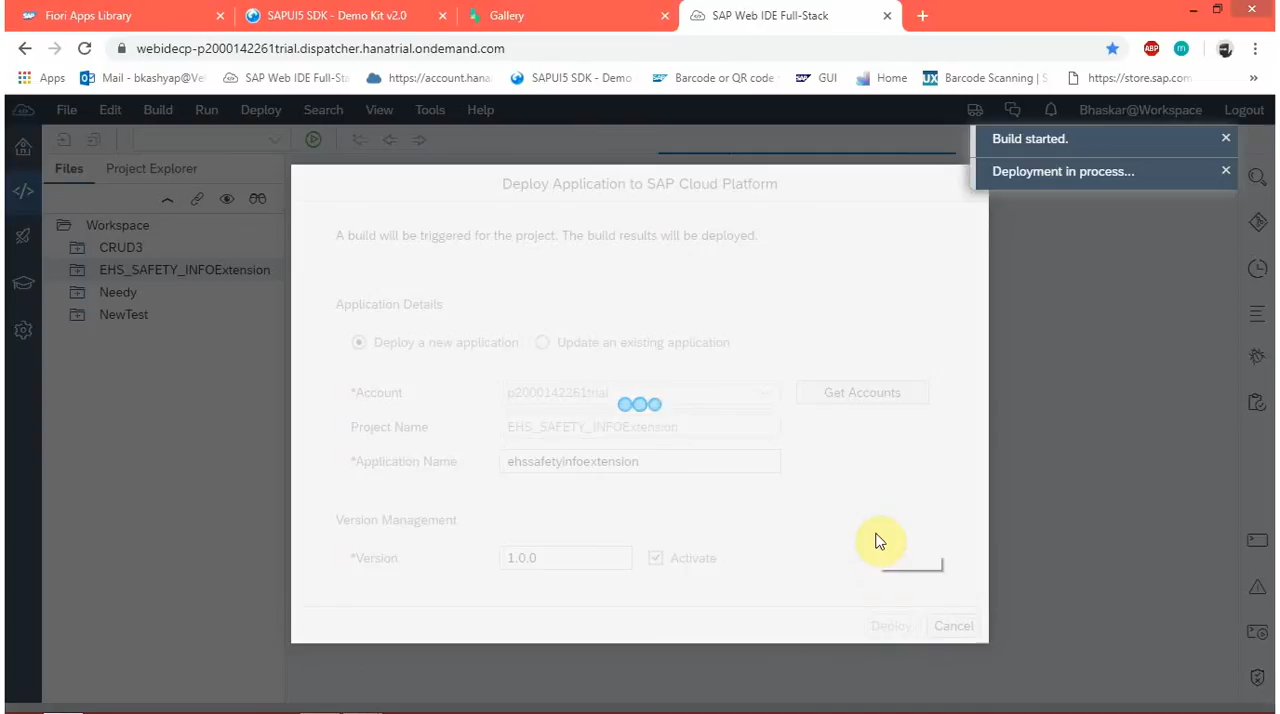 Fiori Apps Library
SAPUI5 SDK - Demo Kit v2.0
Gallery
SAP Web IDE Full-Stack
webidecp-p2000142261trial.dispatcher.hanatrial.ondemand.com
ABP
m
Apps
Mail - bkashyap@Ve
SAP Web IDE Full-Sta
https://account.hana
SAPUI5 SDK - Demo
Barcode or QR code
GUI
Home
UX
Barcode Scanning | S
https://store.sap.com
File Edit Build Run Deploy Search View Tools Help
Bhaskar@Workspace
Logout
Build started.
Deployment in process...
Files
Project Explorer
Workspace
CRUD3
EHS_SAFETY_INFOExtension
Needy
NewTest
Deploy Application to SAP Cloud Platform
A build will be triggered for the project. The build results will be deployed.
Application Details
Deploy a new application
Update an existing application
*Account
p2000142261trial
Get Accounts
Project Name
EHS_SAFETY_INFOExtension
*Application Name
ehssafetyinfoextension
Version Management
*Version
1.0.0
Activate
Deploy
Cancel